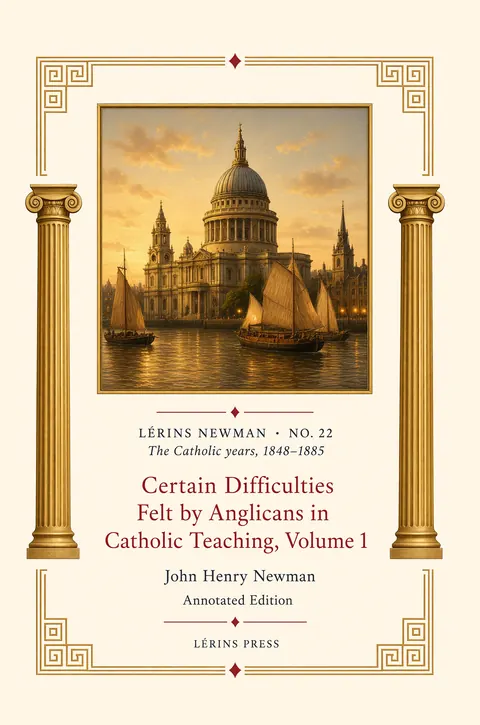 LÉRINS NEWMAN · NO. 22
The Catholic years, 1848–1885
Certain Difficulties
Felt by Anglicans in
Catholic Teaching, Volume 1
John Henry Newman
Annotated Edition
LÉRINS PRESS